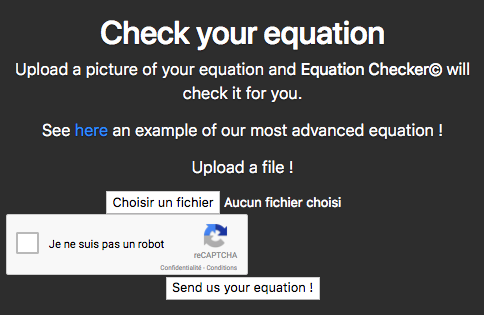 Check your equation
Upload a picture of your equation and Equation Checker© will
check it for you.
See here an example of our most advanced equation !
Upload a file !
Choisir un fichier Aucun fichier choisi
Je ne suis pas un robot
reCAPTCHA
Confidentialité - Conditions
Send us your equation !